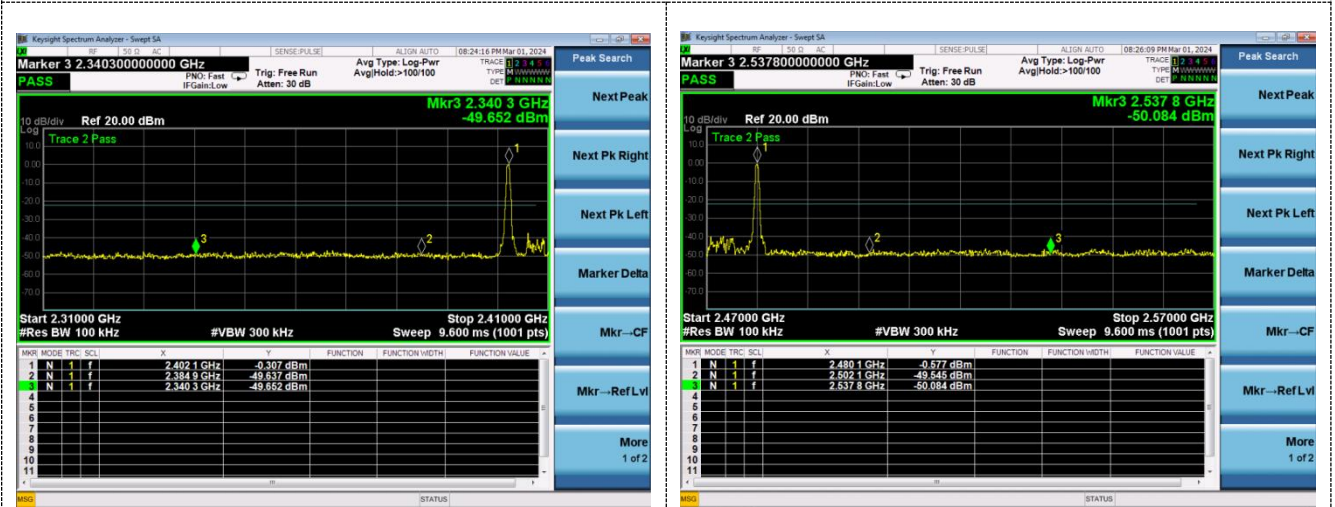 Keysight Spectrum Analyzer - Swept SA
LXI RF 50 Ω AC SENSE:PULSE ALIGN AUTO 08:24:16 PM Mar 01, 2024
Marker 3 2.340300000000 GHz
PNO: Fast Trig: Free Run Avg Type: Log-Pwr TRACE 1 2 3 4 5 6
PASS IFGain:Low Atten: 30 dB Avg|Hold:>100/100 TYPE M WWWWW
DET P NNNNN
Mkr3 2.340 3 GHz
-49.652 dBm
10 dB/div Ref 20.00 dBm
Log
Trace 2 Pass
10.0
0.00
-10.0
-20.0
-30.0
-40.0
-50.0
-60.0
-70.0
1
2
3
Start 2.31000 GHz Stop 2.41000 GHz
#Res BW 100 kHz #VBW 300 kHz Sweep 9.600 ms (1001 pts)
MKR MODE TRC SCL X Y FUNCTION FUNCTION WIDTH FUNCTION VALUE
1 N 1 f 2.402 1 GHz -0.307 dBm
2 N 1 f 2.384 9 GHz -49.637 dBm
3 N 1 f 2.340 3 GHz -49.652 dBm
4
5
6
7
8
9
10
11
MSG STATUS
Peak Search
Next Peak
Next Pk Right
Next Pk Left
Marker Delta
Mkr→CF
Mkr→Ref Lvl
More
1 of 2
Keysight Spectrum Analyzer - Swept SA
LXI RF 50 Ω AC SENSE:PULSE ALIGN AUTO 08:26:09 PM Mar 01, 2024
Marker 3 2.537800000000 GHz
PNO: Fast Trig: Free Run Avg Type: Log-Pwr TRACE 1 2 3 4 5 6
PASS IFGain:Low Atten: 30 dB Avg|Hold:>100/100 TYPE M WWWWW
DET P NNNNN
Mkr3 2.537 8 GHz
-50.084 dBm
10 dB/div Ref 20.00 dBm
Log
Trace 2 Pass
10.0
0.00
-10.0
-20.0
-30.0
-40.0
-50.0
-60.0
-70.0
1
2
3
Start 2.47000 GHz Stop 2.57000 GHz
#Res BW 100 kHz #VBW 300 kHz Sweep 9.600 ms (1001 pts)
MKR MODE TRC SCL X Y FUNCTION FUNCTION WIDTH FUNCTION VALUE
1 N 1 f 2.480 1 GHz -0.577 dBm
2 N 1 f 2.502 1 GHz -49.545 dBm
3 N 1 f 2.537 8 GHz -50.084 dBm
4
5
6
7
8
9
10
11
MSG STATUS
Peak Search
Next Peak
Next Pk Right
Next Pk Left
Marker Delta
Mkr→CF
Mkr→Ref Lvl
More
1 of 2